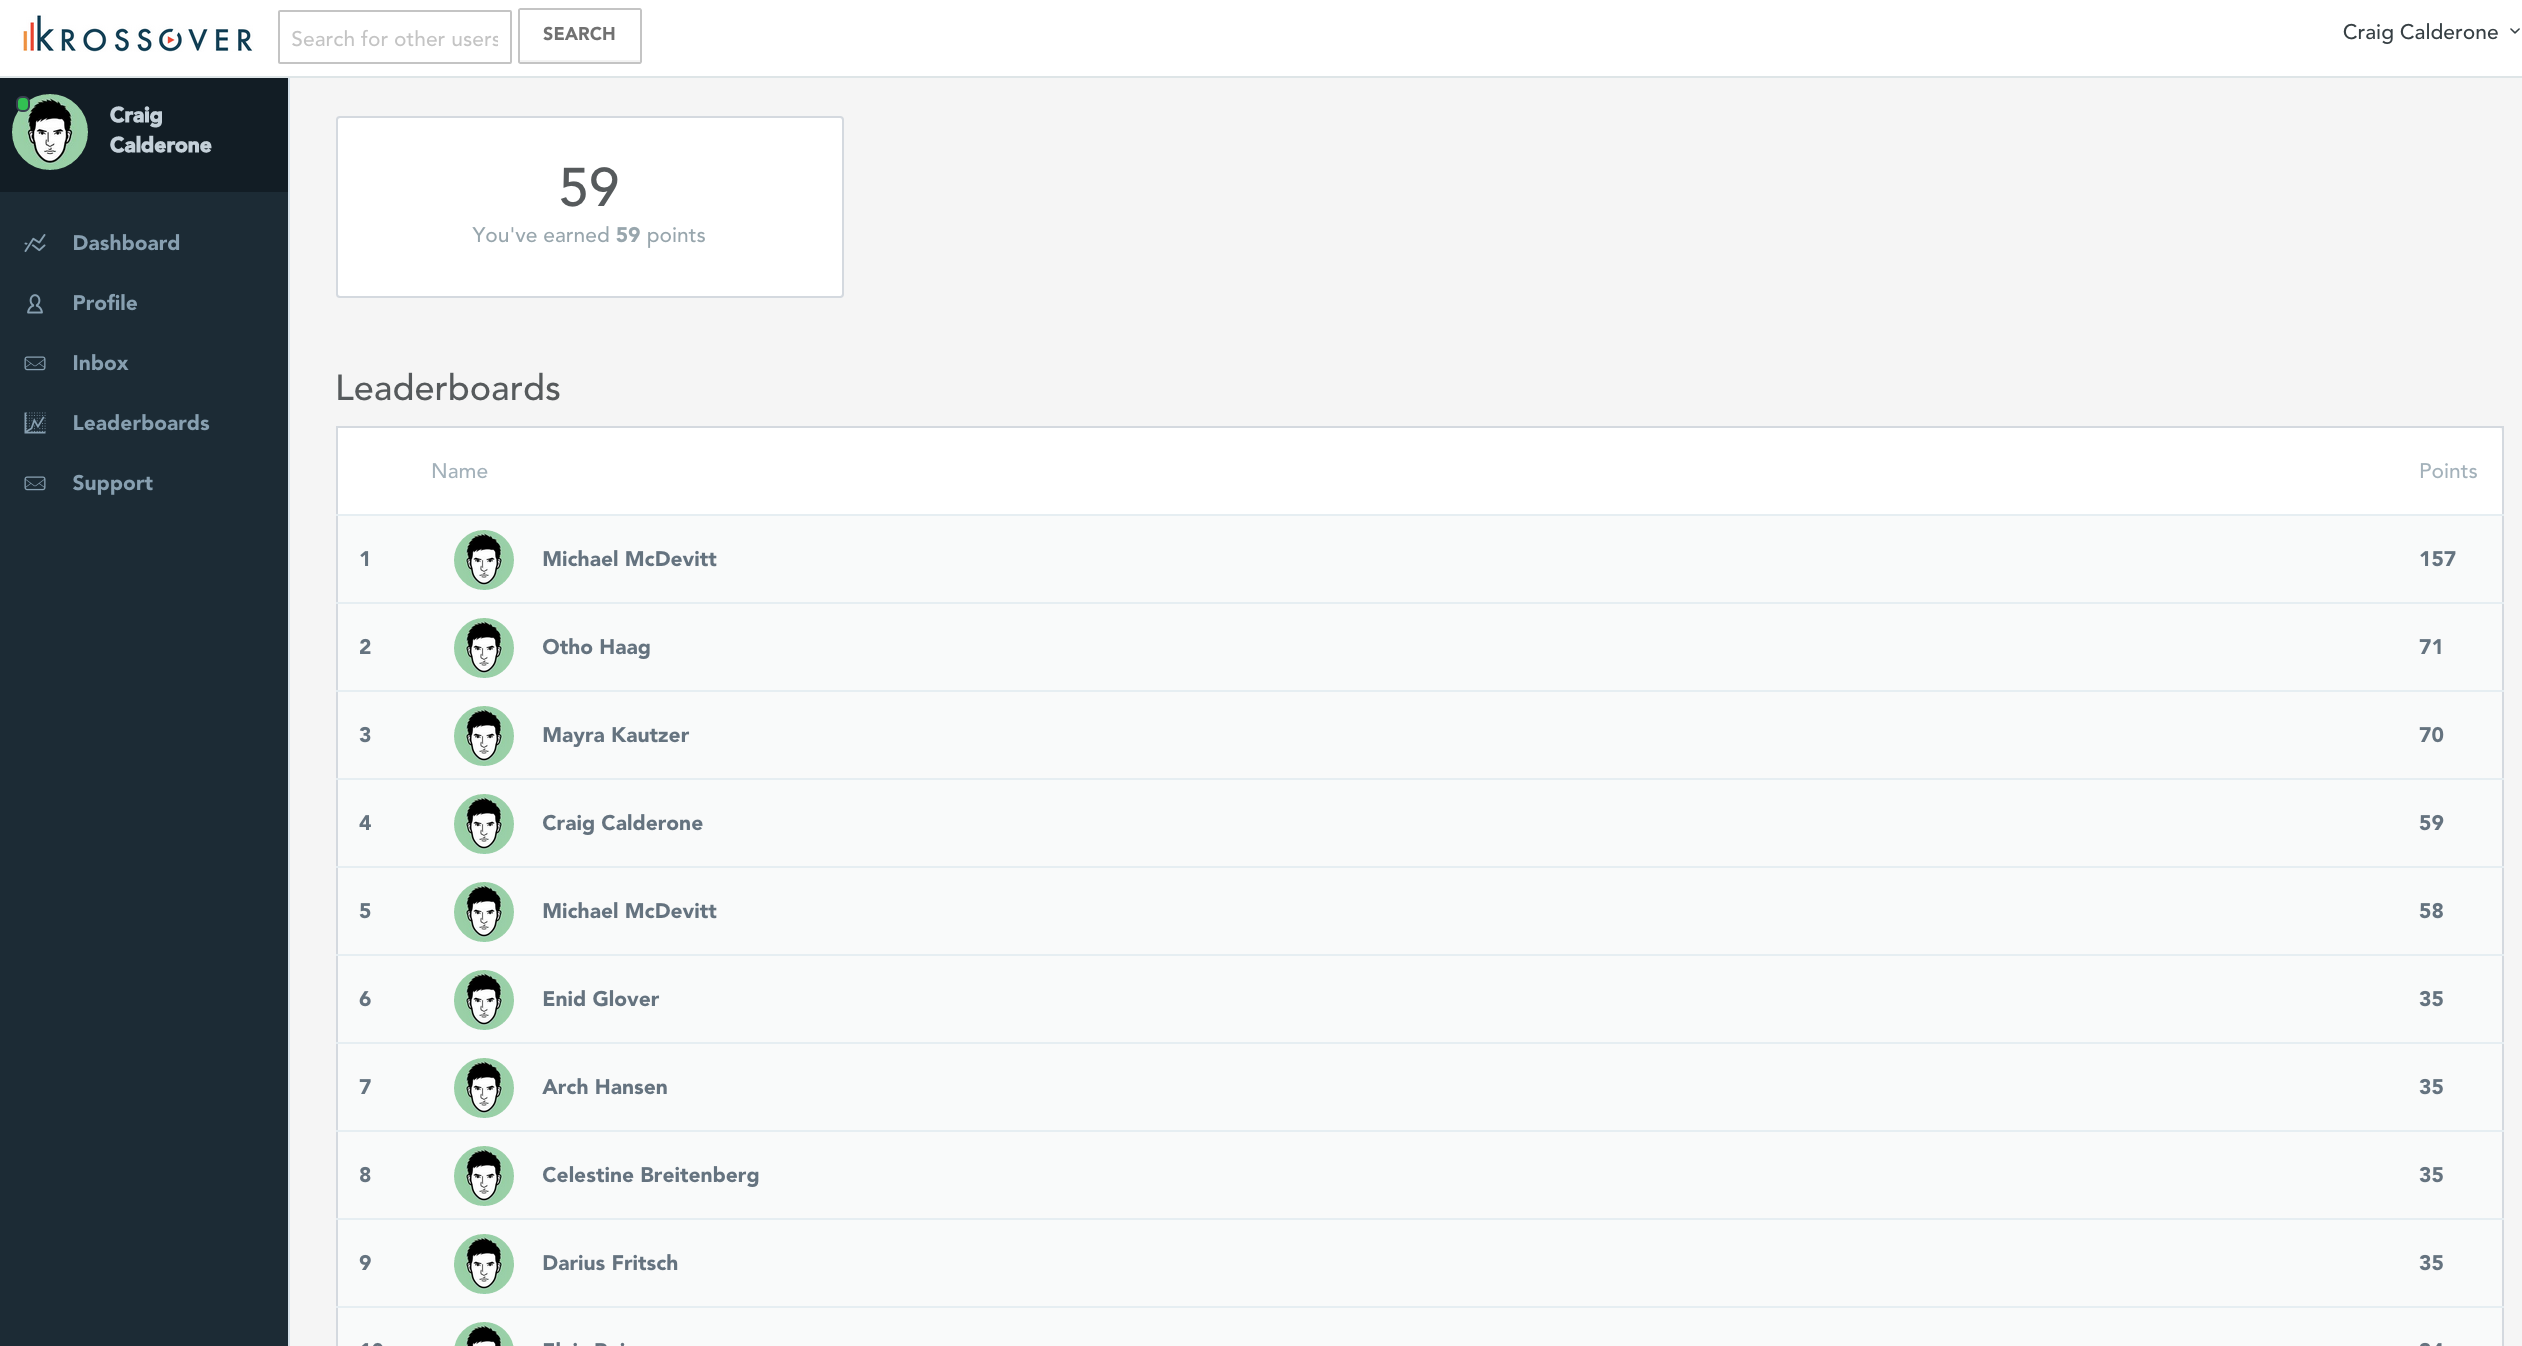 KROSSOVER
Search for other users
SEARCH
Craig Calderone
Craig
Calderone
Dashboard
Profile
Inbox
Leaderboards
Support
59
You've earned 59 points
Leaderboards
Name Points
1 Michael McDevitt 157
2 Otho Haag 71
3 Mayra Kautzer 70
4 Craig Calderone 59
5 Michael McDevitt 58
6 Enid Glover 35
7 Arch Hansen 35
8 Celestine Breitenberg 35
9 Darius Fritsch 35